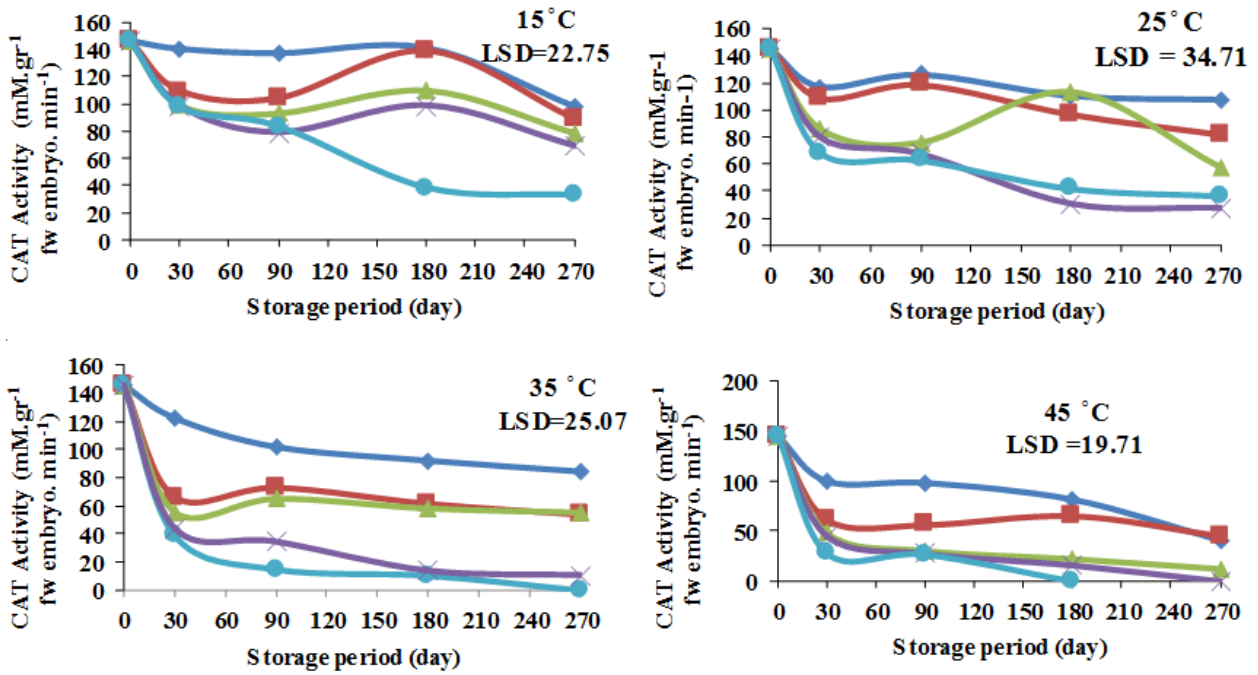 15˚C
LSD=22.75
CAT Activity (mM.gr-1
fw embryo. min-1)
160
140
120
100
80
60
40
20
0
0 30 60 90 120 150 180 210 240 270
Storage period (day)
25˚C
LSD = 34.71
CAT Activity (mM.gr-1
fw embryo. min-1)
160
140
120
100
80
60
40
20
0
0 30 60 90 120 150 180 210 240 270
Storage period (day)
35 ˚C
LSD=25.07
CAT Activity (mM.gr-1
fw embryo. min-1)
160
140
120
100
80
60
40
20
0
0 30 60 90 120 150 180 210 240 270
Storage period (day)
45 ˚C
LSD =19.71
CAT Activity (mM.gr-1
fw embryo. min-1)
200
150
100
50
0
0 30 60 90 120 150 180 210 240 270
Storage period (day)